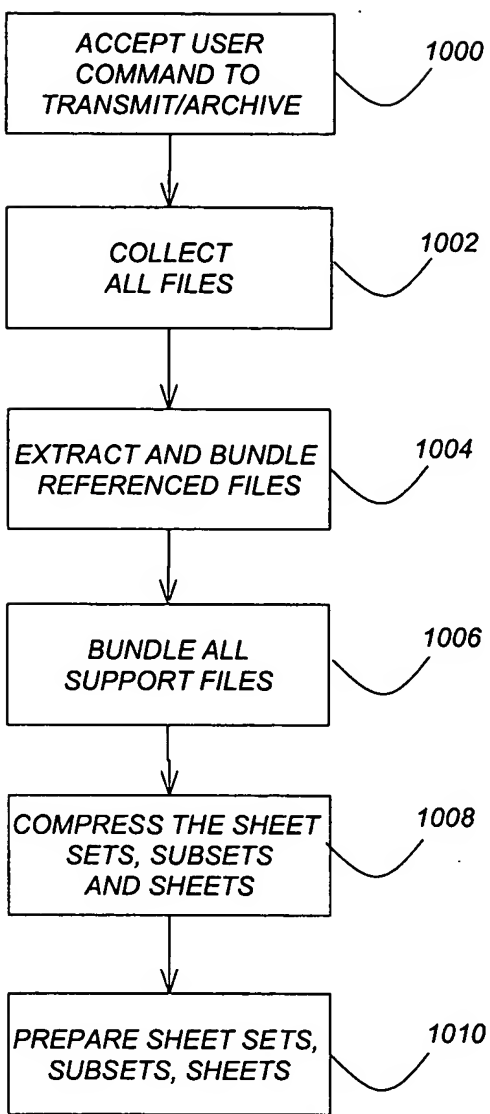 ACCEPT USER
COMMAND TO
TRANSMIT/ARCHIVE
1000
COLLECT
ALL FILES
1002
EXTRACT AND BUNDLE
REFERENCED FILES
1004
BUNDLE ALL
SUPPORT FILES
1006
COMPRESS THE SHEET
SETS, SUBSETS
AND SHEETS
1008
PREPARE SHEET SETS,
SUBSETS, SHEETS
1010